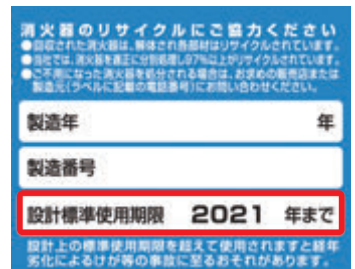 消火器のリサイクルにご協力ください
●回収された消火器は、解体され各部材はリサイクルされています。
●当社では、消火器を適正に分別処理し97%以上がリサイクルされています。
●ご不用になった消火器を処分される場合は、お求めの販売店または
製造元(ラベルに記載の電話番号)にお問い合わせください。
製造年 年
製造番号
設計標準使用期限 2021 年まで
設計上の標準使用期限を超えて使用されますと経年
劣化によるけが等の事故に至るおそれがあります。